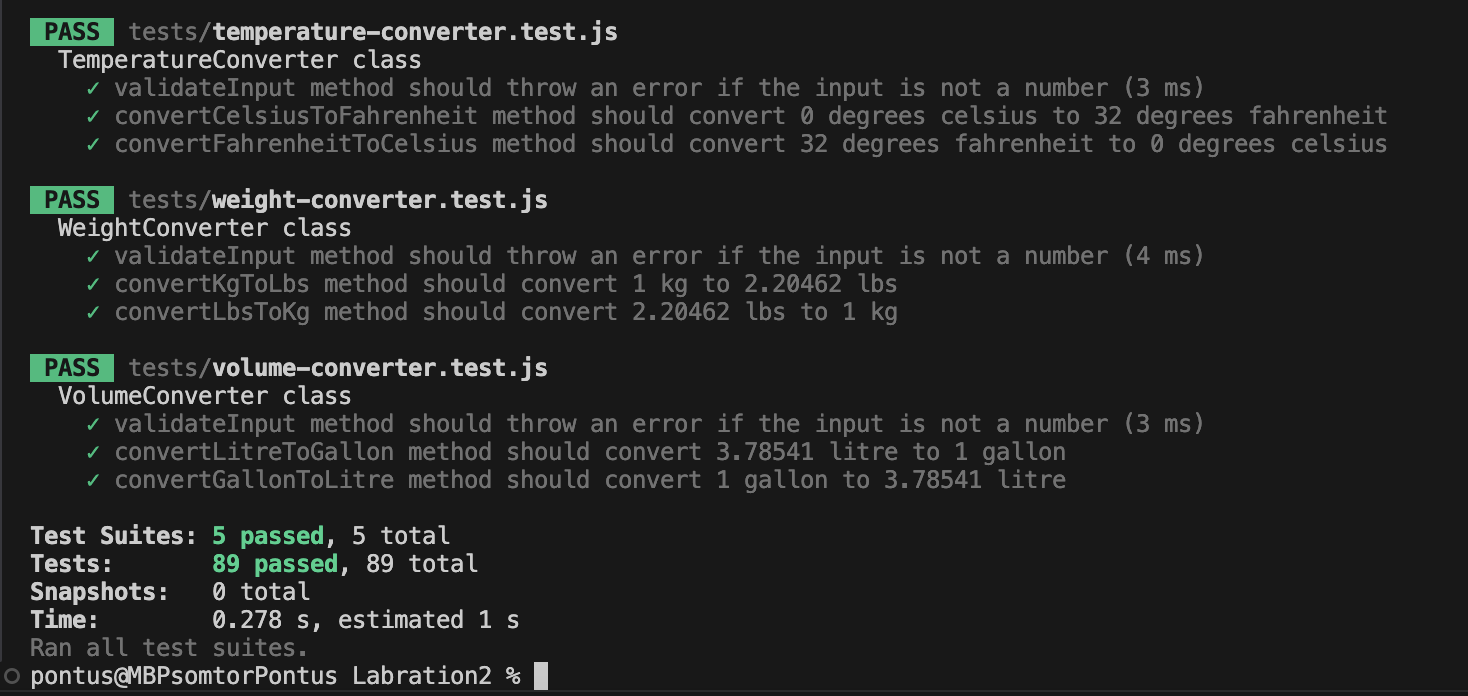 PASS tests/temperature-converter.test.js
TemperatureConverter class
✓ validateInput method should throw an error if the input is not a number (3 ms)
✓ convertCelsiusToFahrenheit method should convert 0 degrees celsius to 32 degrees fahrenheit
✓ convertFahrenheitToCelsius method should convert 32 degrees fahrenheit to 0 degrees celsius
PASS tests/weight-converter.test.js
WeightConverter class
✓ validateInput method should throw an error if the input is not a number (4 ms)
✓ convertKgToLbs method should convert 1 kg to 2.20462 lbs
✓ convertLbsToKg method should convert 2.20462 lbs to 1 kg
PASS tests/volume-converter.test.js
VolumeConverter class
✓ validateInput method should throw an error if the input is not a number (3 ms)
✓ convertLitreToGallon method should convert 3.78541 litre to 1 gallon
✓ convertGallonToLitre method should convert 1 gallon to 3.78541 litre
Test Suites: 5 passed, 5 total
Tests: 89 passed, 89 total
Snapshots: 0 total
Time: 0.278 s, estimated 1 s
Ran all test suites.
pontus@MBPsomtorPontus Labration2 %